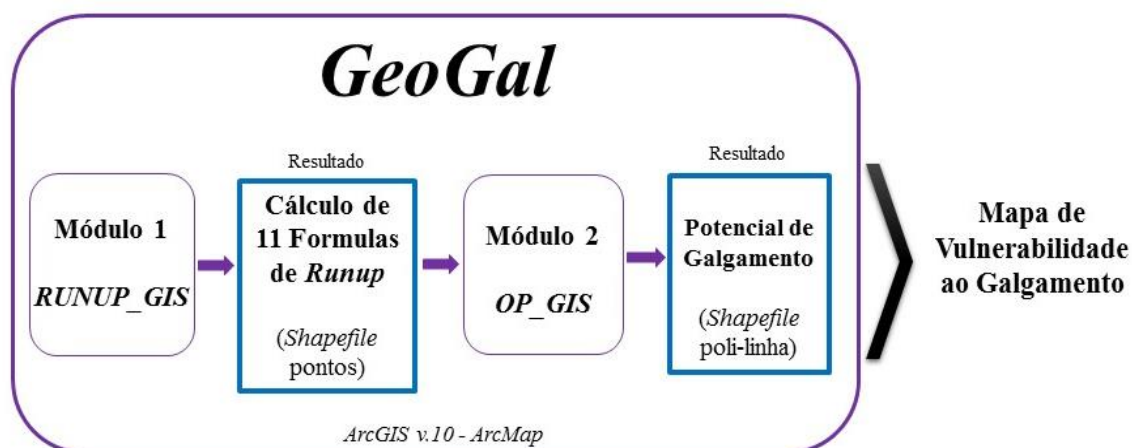 GeoGal
Módulo 1
RUNUP_GIS
Resultado
Cálculo de
11 Formulas
de Runup
(Shapefile
pontos)
Módulo 2
OP_GIS
Resultado
Potencial de
Galgamento
(Shapefile
poli-linha)
Mapa de
Vulnerabilidade
ao Galgamento
ArcGIS v.10 - ArcMap